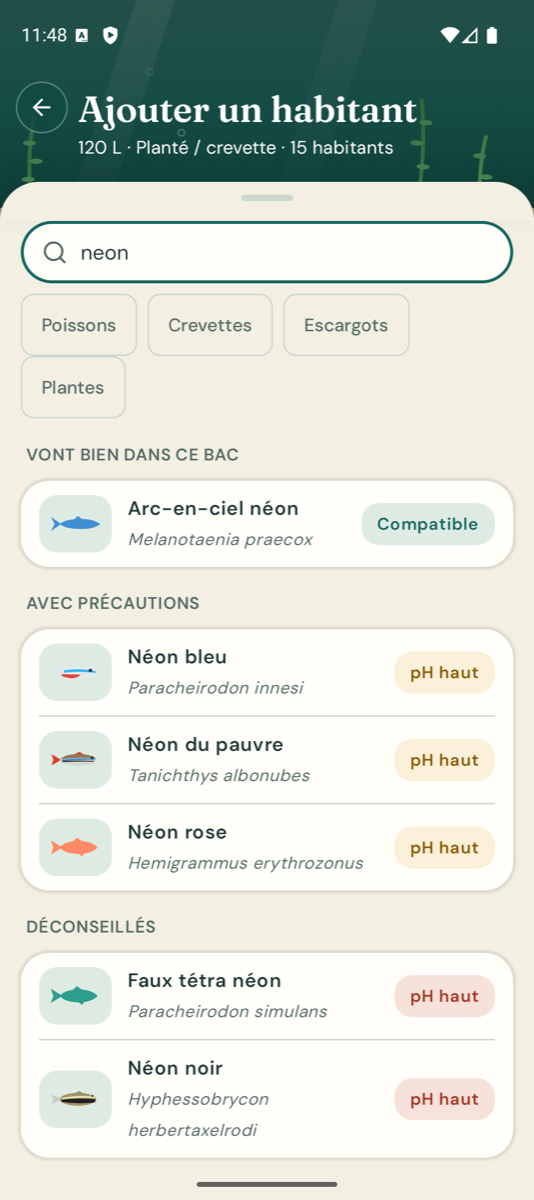 11:48
Ajouter un habitant
120 L · Planté / crevette · 15 habitants
neon
Poissons
Crevettes
Escargots
Plantes
VONT BIEN DANS CE BAC
Arc-en-ciel néon
Melanotaenia praecox
Compatible
AVEC PRÉCAUTIONS
Néon bleu
Paracheirodon innesi
pH haut
Néon du pauvre
Tanichthys albonubes
pH haut
Néon rose
Hemigrammus erythrozonus
pH haut
DÉCONSEILLÉS
Faux tétra néon
Paracheirodon simulans
pH haut
Néon noir
Hyphessobrycon
herbertaxelrodi
pH haut